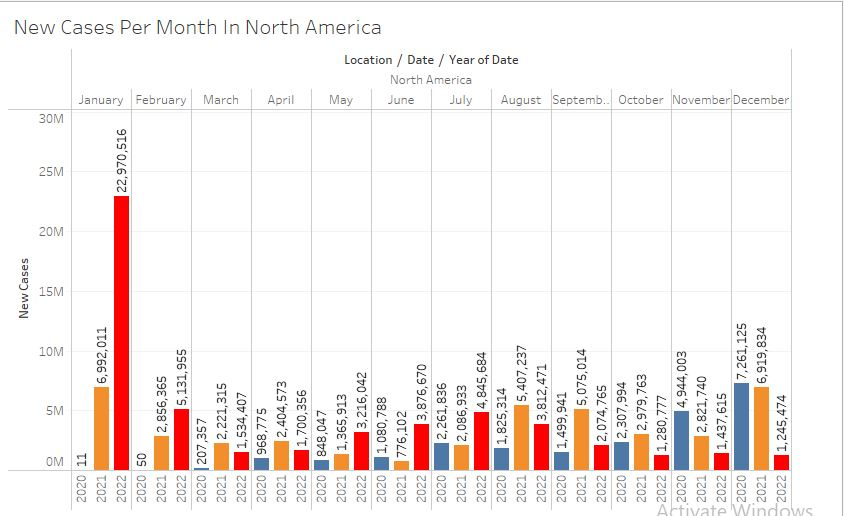 New Cases Per Month In North America
Location / Date / Year of Date
North America
January February March April May June July August Septemb.. October November December
30M
25M
20M
15M
10M
5M
0M
New Cases
11 6,992,011 22,970,516
50 2,856,365 5,131,955
207,357 2,221,315 1,534,407
968,775 2,404,573 1,700,356
848,047 1,365,913 3,216,042
1,080,788 776,102 3,876,670
2,261,836 2,086,933 4,845,684
1,825,314 5,407,237 3,812,471
1,499,941 5,075,014 2,074,765
2,307,994 2,979,763 1,280,777
4,944,003 2,821,740 1,437,615
7,261,125 6,919,834 1,245,474
2020 2021 2022 2020 2021 2022 2020 2021 2022 2020 2021 2022 2020 2021 2022 2020 2021 2022 2020 2021 2022 2020 2021 2022 2020 2021 2022 2020 2021 2022 2020 2021 2022 2020 2021 2022
Activate Windows